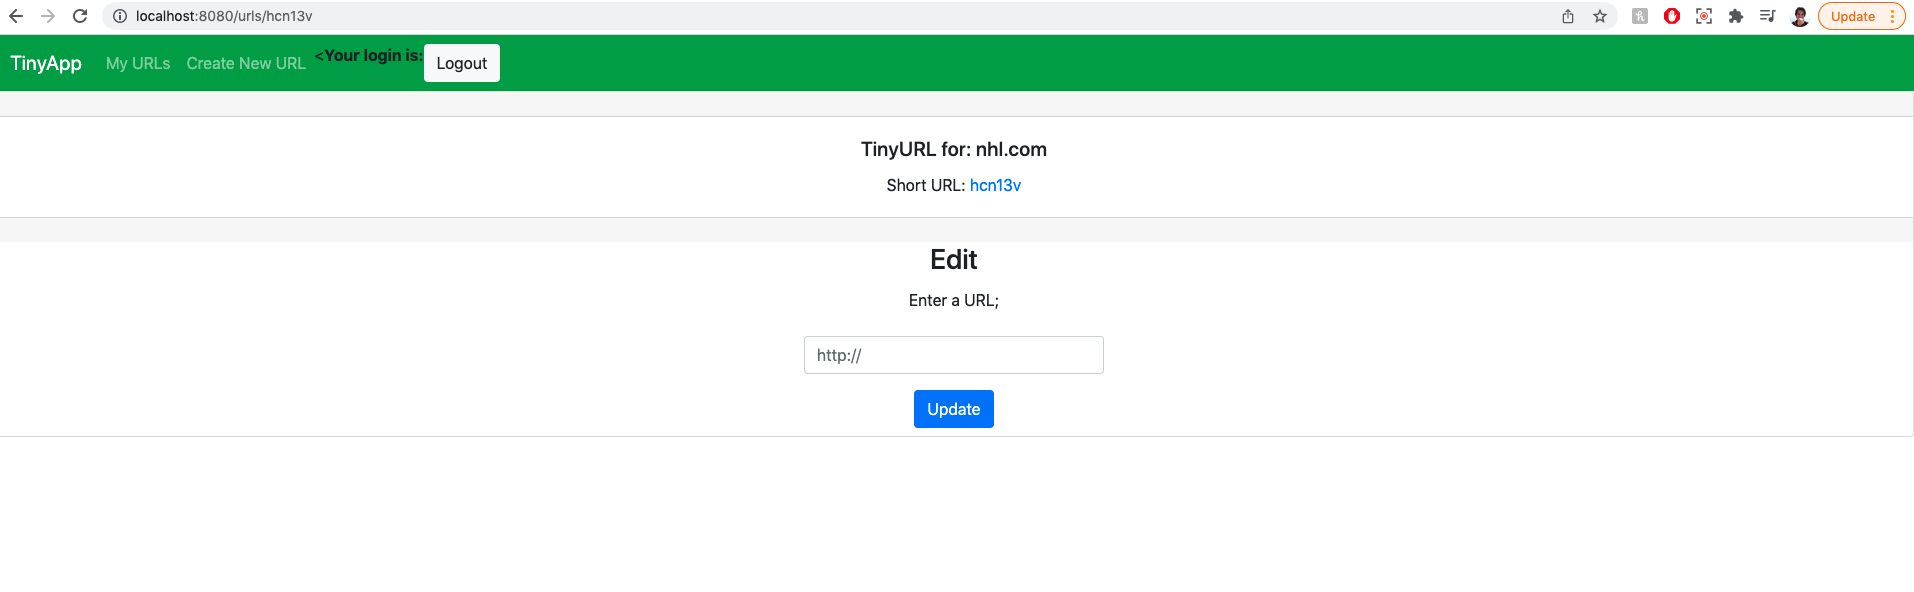 localhost:8080/urls/hcn13v
Update
TinyApp My URLs Create New URL <Your login is: Logout
TinyURL for: nhl.com
Short URL: hcn13v
Edit
Enter a URL;
http://
Update